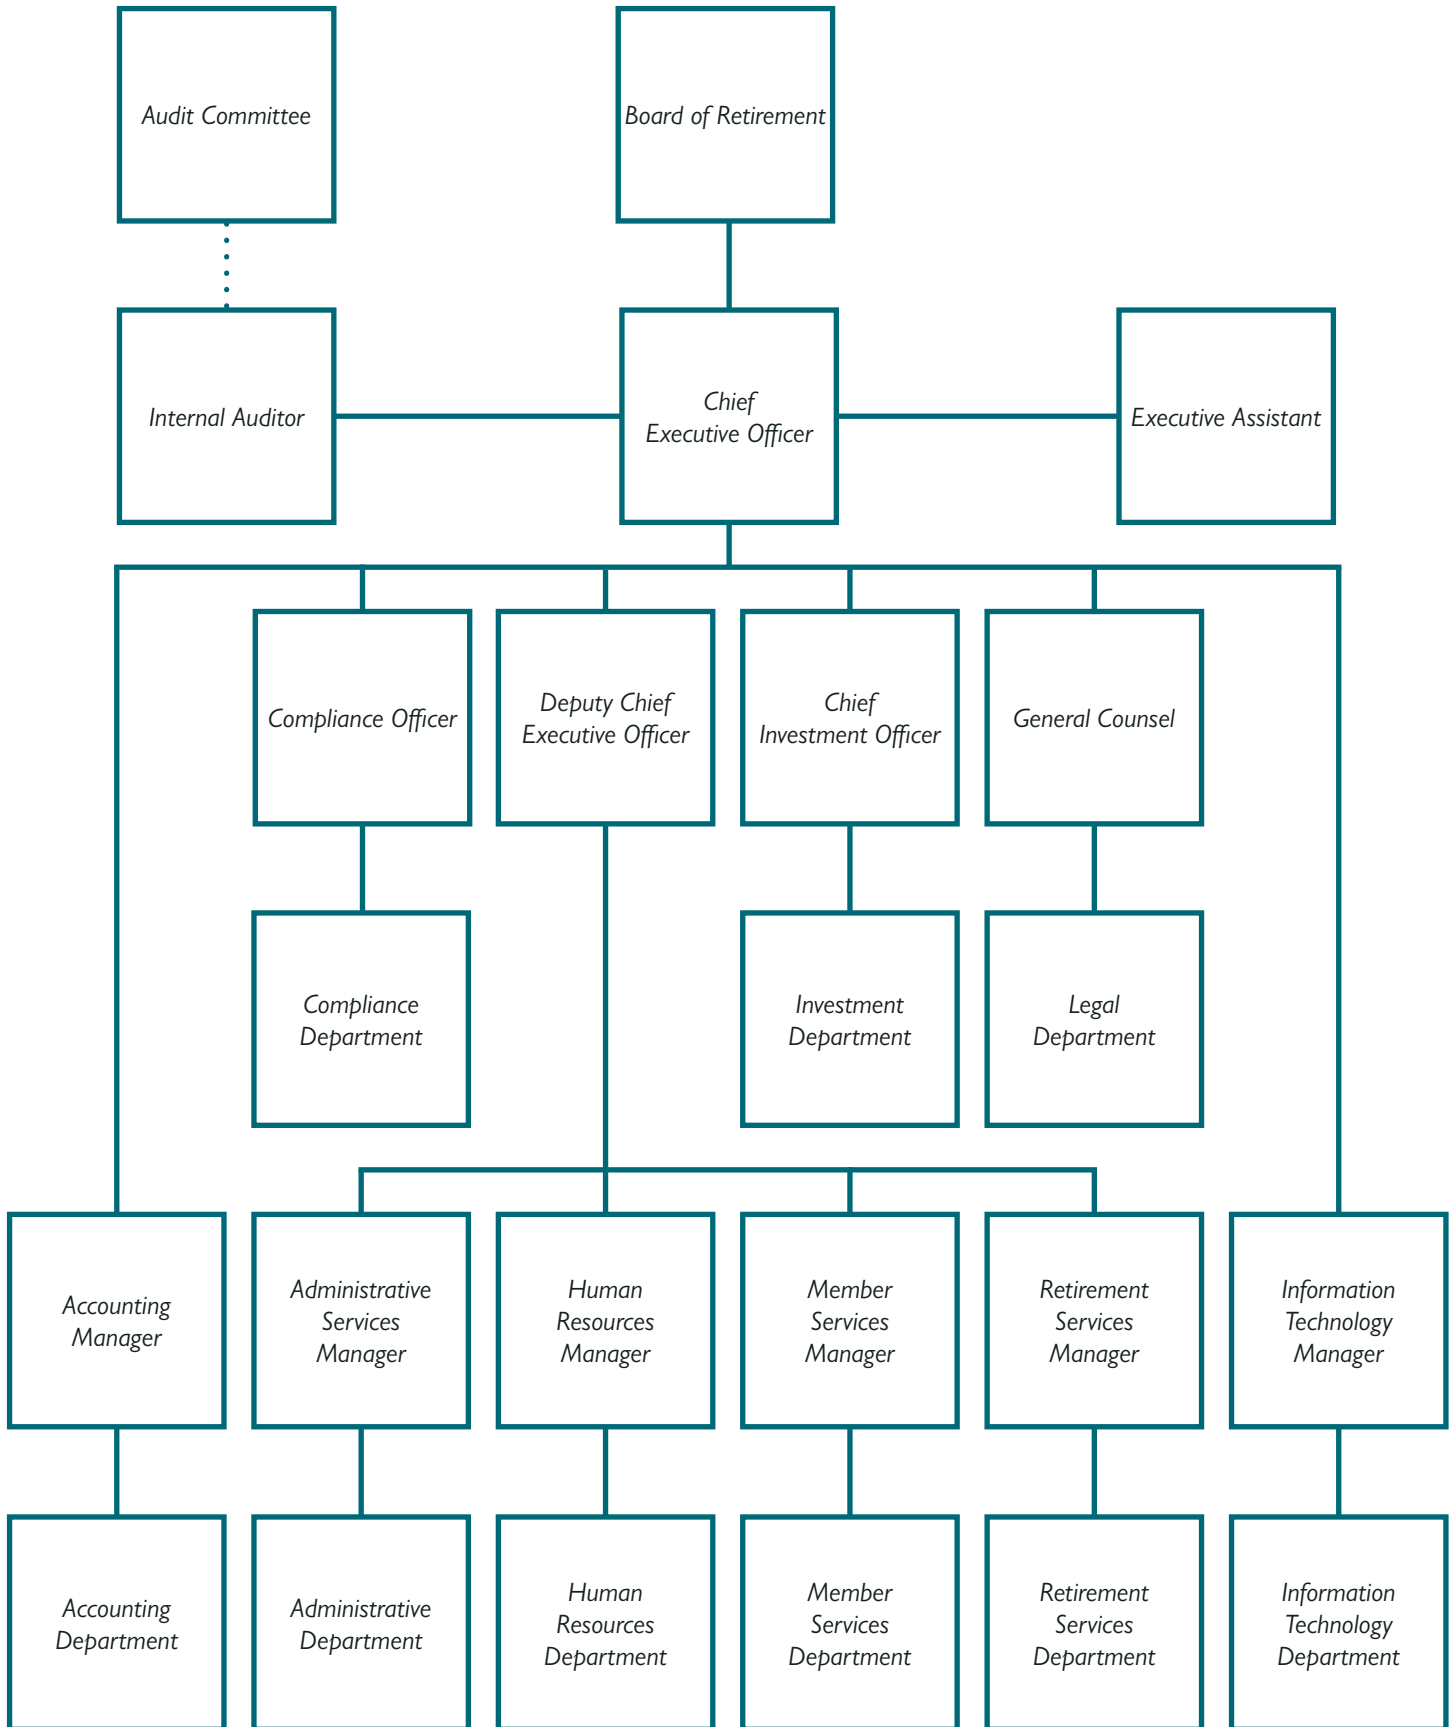 Audit Committee
Board of Retirement
Internal Auditor
Chief
Executive Officer
Executive Assistant
Compliance Officer
Deputy Chief
Executive Officer
Chief
Investment Officer
General Counsel
Compliance
Department
Investment
Department
Legal
Department
Accounting
Manager
Administrative
Services
Manager
Human
Resources
Manager
Member
Services
Manager
Retirement
Services
Manager
Information
Technology
Manager
Accounting
Department
Administrative
Department
Human
Resources
Department
Member
Services
Department
Retirement
Services
Department
Information
Technology
Department